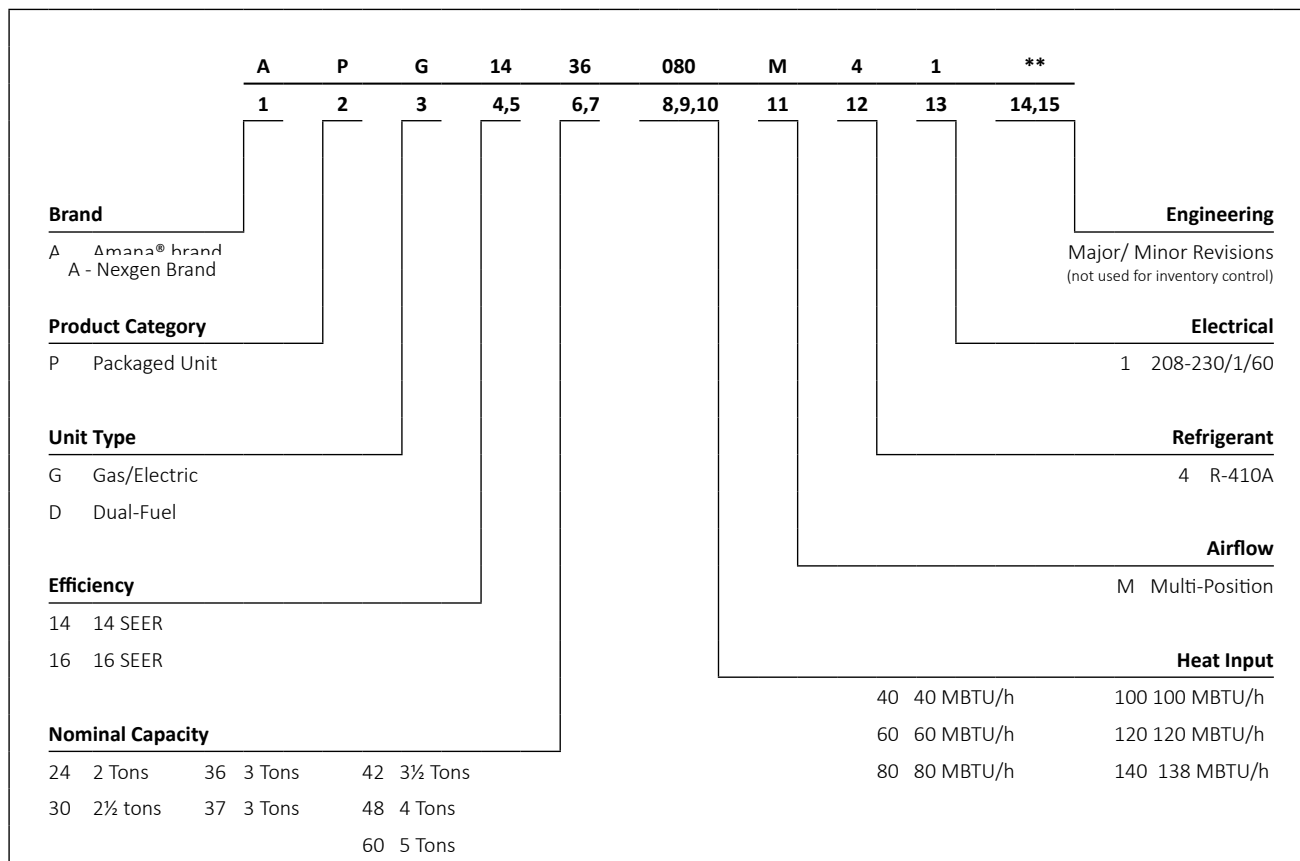 A P G 14 36 080 M 4 1 **
1 2 3 4,5 6,7 8,9,10 11 12 13 14,15
Brand
A Amana® brand
A - Nexgen Brand
Product Category
P Packaged Unit
Unit Type
G Gas/Electric
D Dual-Fuel
Efficiency
14 14 SEER
16 16 SEER
Nominal Capacity
24 2 Tons 36 3 Tons 42 3½ Tons
30 2½ tons 37 3 Tons 48 4 Tons
60 5 Tons
Engineering
Major/ Minor Revisions
(not used for inventory control)
Electrical
1 208-230/1/60
Refrigerant
4 R-410A
Airflow
M Multi-Position
Heat Input
40 40 MBTU/h 100 100 MBTU/h
60 60 MBTU/h 120 120 MBTU/h
80 80 MBTU/h 140 138 MBTU/h